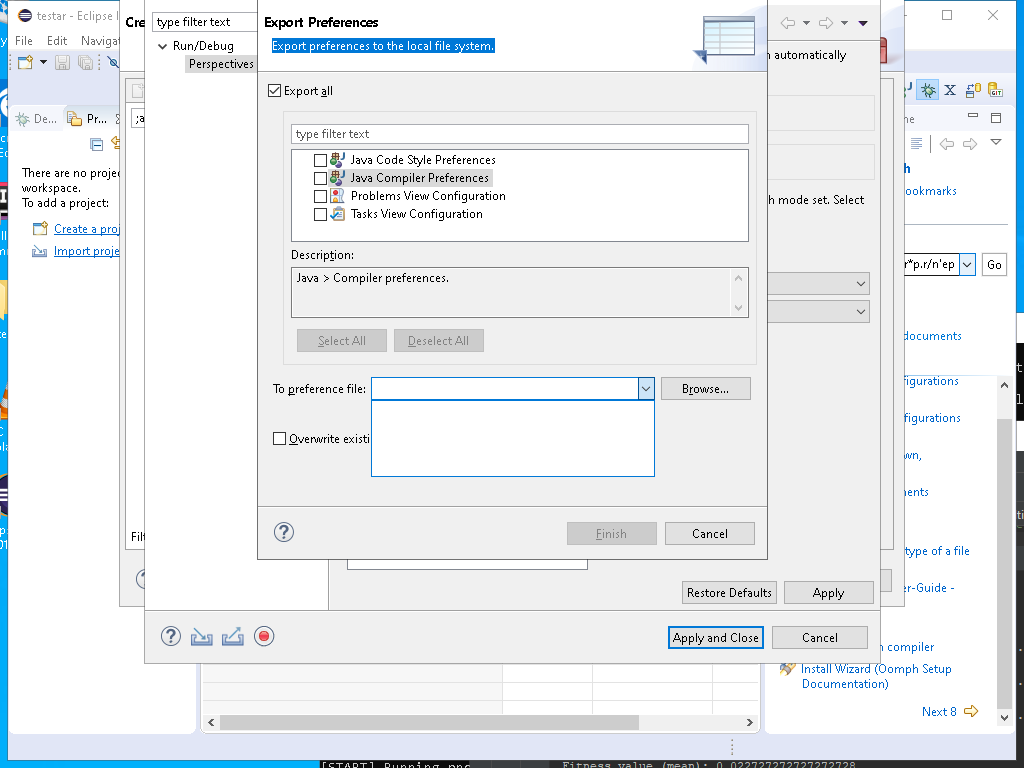 testar - Eclipse I
File Edit Navigat
De...
Pr...
There are no projec
workspace.
To add a project:
Create a proj
Import proje
Cre
;a
Filt
type filter text
Run/Debug
Perspectives
Export Preferences
Export preferences to the local file system.
Export all
type filter text
Java Code Style Preferences
Java Compiler Preferences
Problems View Configuration
Tasks View Configuration
Description:
Java > Compiler preferences.
Select All
Deselect All
To preference file:
Browse...
Overwrite existi
Finish
Cancel
n automatically
h mode set. Select
Restore Defaults
Apply
Apply and Close
Cancel
ne
h
ookmarks
r*p.r/n'ep
Go
documents
figurations
figurations
wn,
ments
type of a file
er-Guide -
n compiler
Install Wizard (Oomph Setup
Documentation)
Next 8
[START] Running ppc
Fitness value (mean): 0.022727272727272728